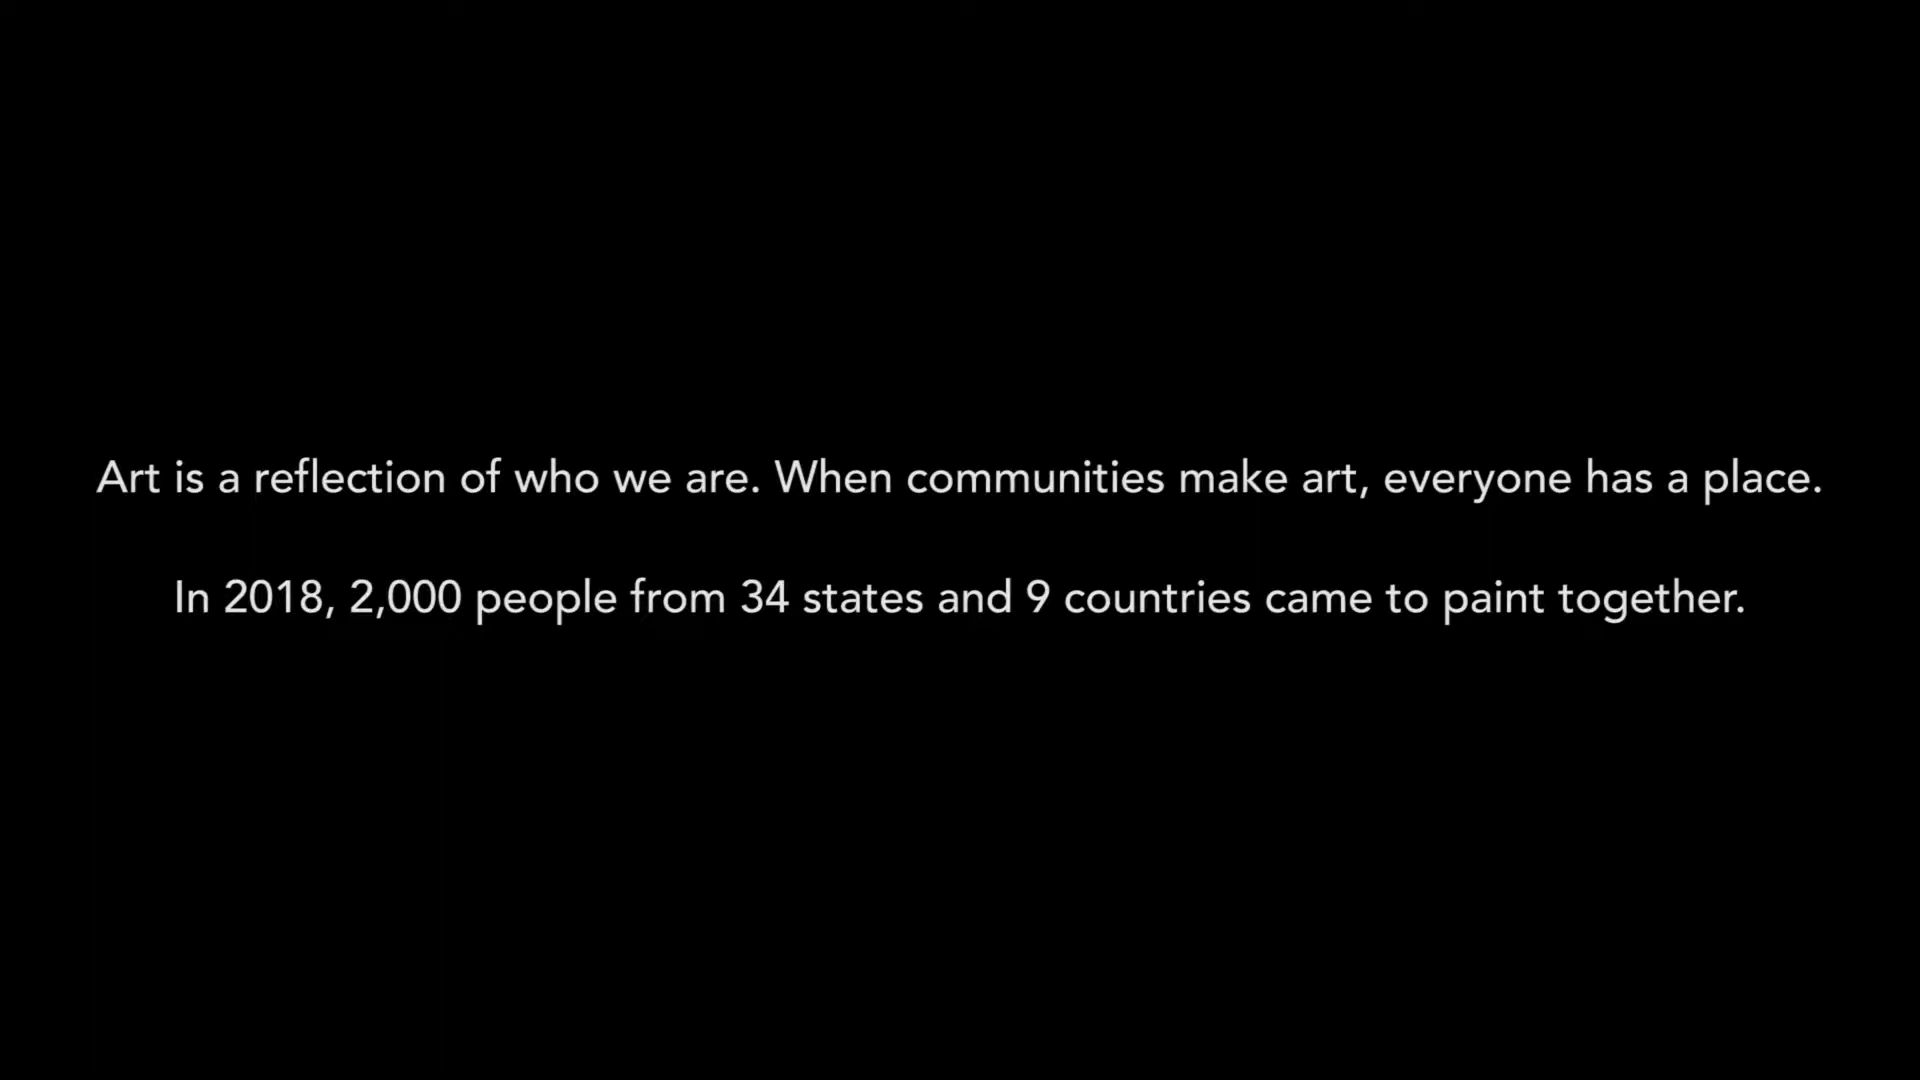 Art is a reflection of who we are. When communities make art, everyone has a place.
In 2018, 2,000 people from 34 states and 9 countries came to paint together.